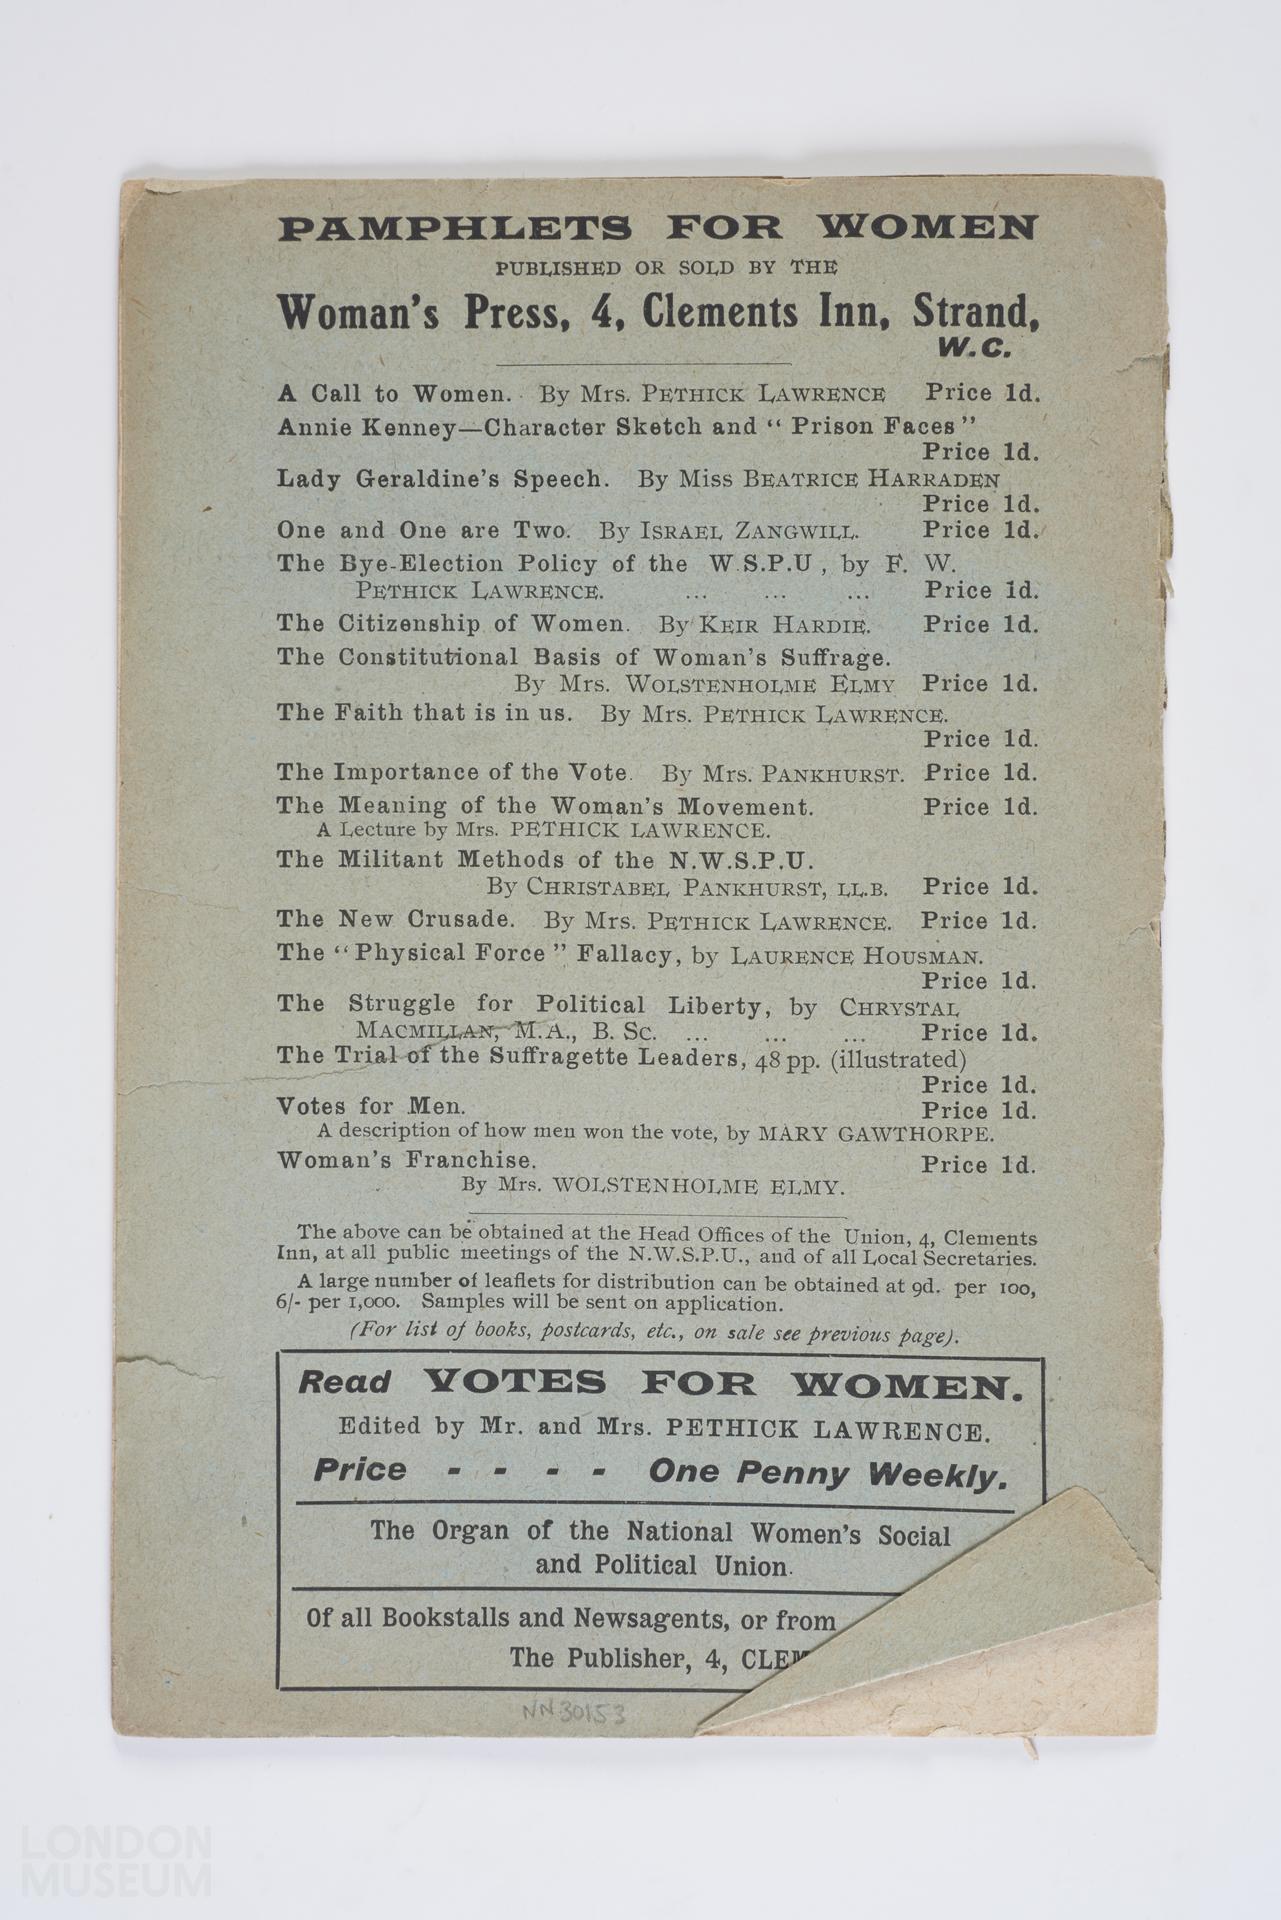 PAMPHLETS FOR WOMEN
PUBLISHED OR SOLD BY THE
Woman's Press, 4, Clements Inn, Strand,
W.C.
A Call to Women. By Mrs. PETHICK LAWRENCE Price 1d.
Annie Kenney—Character Sketch and “ Prison Faces ”
Price 1d.
Lady Geraldine's Speech. By Miss BEATRICE HARRADEN
Price 1d.
One and One are Two. By ISRAEL ZANGWILL. Price 1d.
The Bye-Election Policy of the W.S.P.U , by F. W.
PETHICK LAWRENCE. ... ... ... Price 1d.
The Citizenship of Women. By KEIR HARDIE. Price 1d.
The Constitutional Basis of Woman's Suffrage.
By Mrs. WOLSTENHOLME ELMY Price 1d.
The Faith that is in us. By Mrs. PETHICK LAWRENCE.
Price 1d.
The Importance of the Vote. By Mrs. PANKHURST. Price 1d.
The Meaning of the Woman's Movement. Price 1d.
A Lecture by Mrs. PETHICK LAWRENCE.
The Militant Methods of the N.W.S.P.U.
By CHRISTABEL PANKHURST, LL.B. Price 1d.
The New Crusade. By Mrs. PETHICK LAWRENCE. Price 1d.
The “Physical Force” Fallacy, by LAURENCE HOUSMAN.
Price 1d.
The Struggle for Political Liberty, by CHRYSTAL
MACMILLAN, M.A., B. Sc. ... ... ... Price 1d.
The Trial of the Suffragette Leaders, 48 pp. (illustrated)
Price 1d.
Votes for Men. Price 1d.
A description of how men won the vote, by MARY GAWTHORPE.
Woman's Franchise. Price 1d.
By Mrs. WOLSTENHOLME ELMY.
The above can be obtained at the Head Offices of the Union, 4, Clements
Inn, at all public meetings of the N.W.S.P.U., and of all Local Secretaries.
A large number of leaflets for distribution can be obtained at 9d. per 100,
6/- per 1,000. Samples will be sent on application.
(For list of books, postcards, etc., on sale see previous page).
Read VOTES FOR WOMEN.
Edited by Mr. and Mrs. PETHICK LAWRENCE.
Price - - - - One Penny Weekly.
The Organ of the National Women's Social
and Political Union.
Of all Bookstalls and Newsagents, or from
The Publisher, 4, CLEM
NN30153
LONDON
MUSEUM